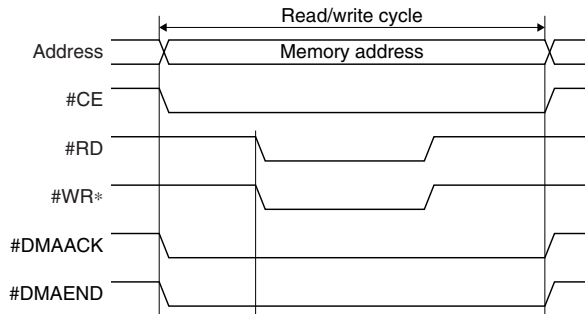 Read/write cycle
Address
Memory address
#CE
#RD
#WR*
#DMAACK
#DMAEND